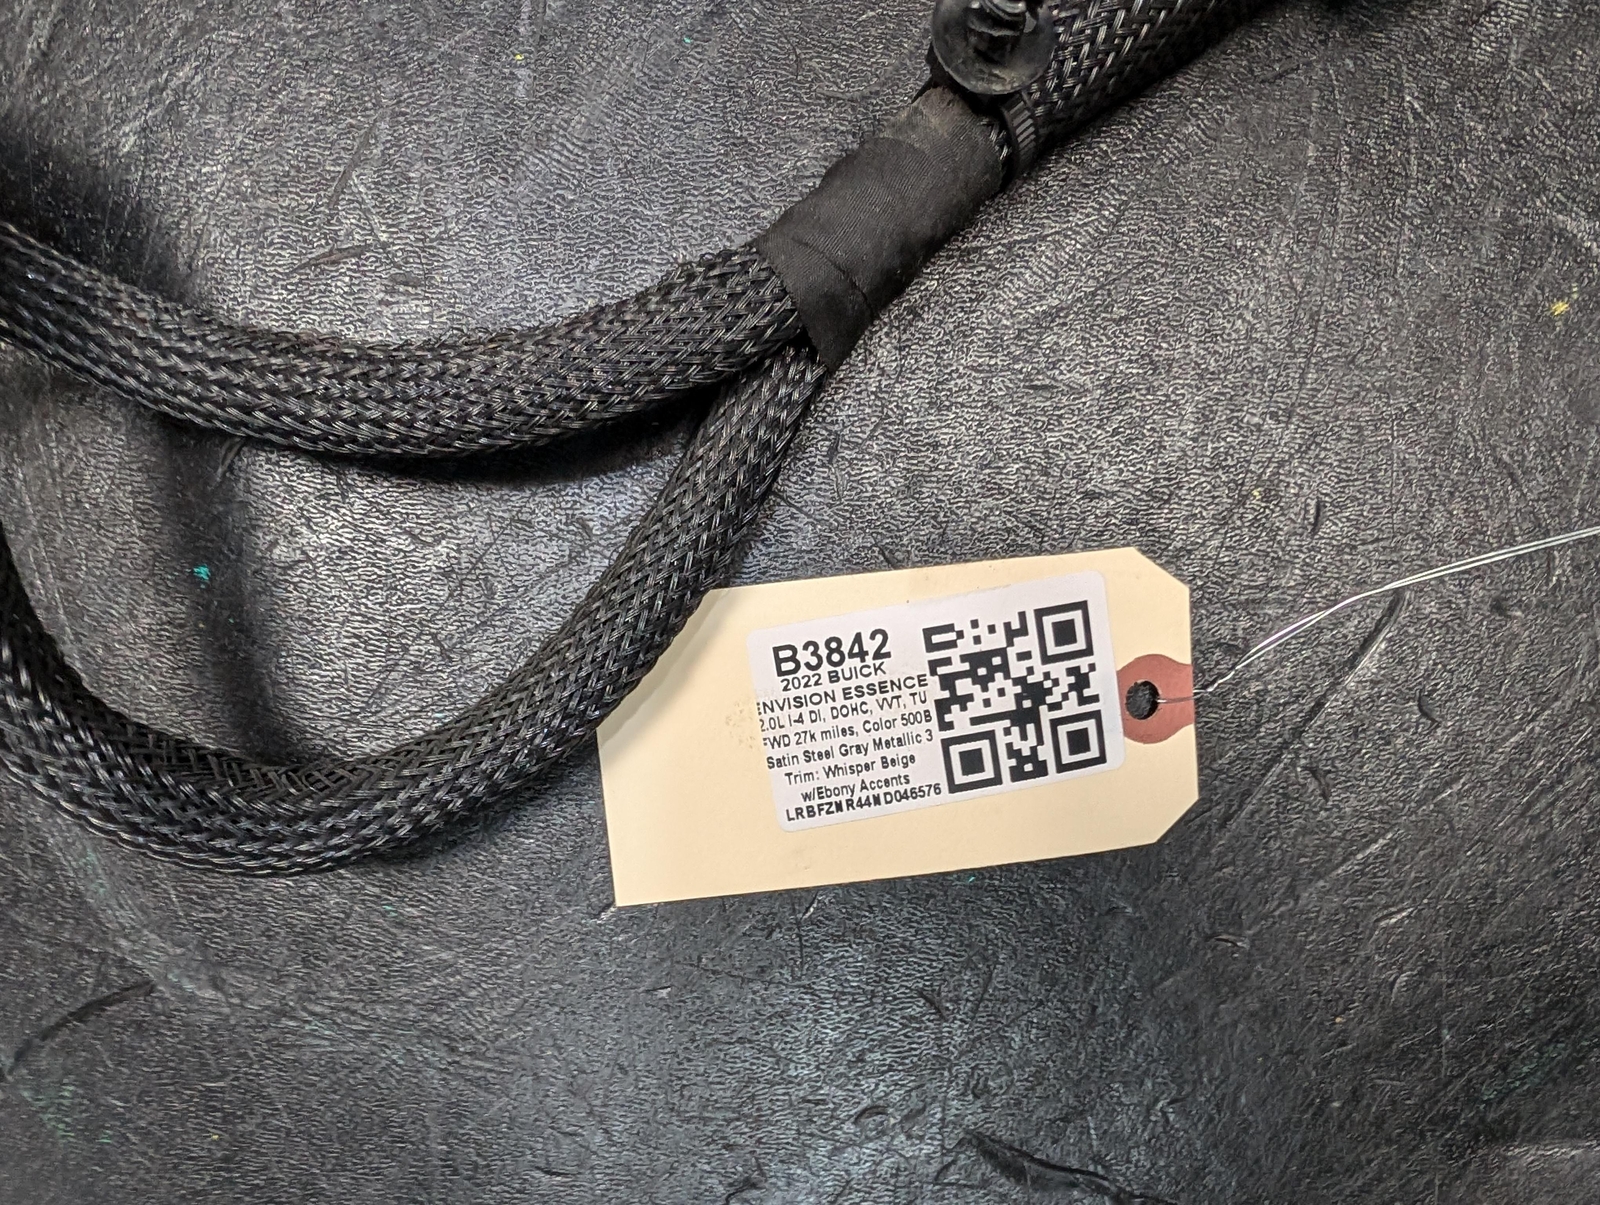 B3842
2022 BUICK
ENVISION ESSENCE
2.0L I-4 DI, DOHC, VVT, TU
FWD 27k miles, Color 500B
Satin Steel Gray Metallic 3
Trim: Whisper Beige
w/Ebony Accents
LRBFZMR44ND046576